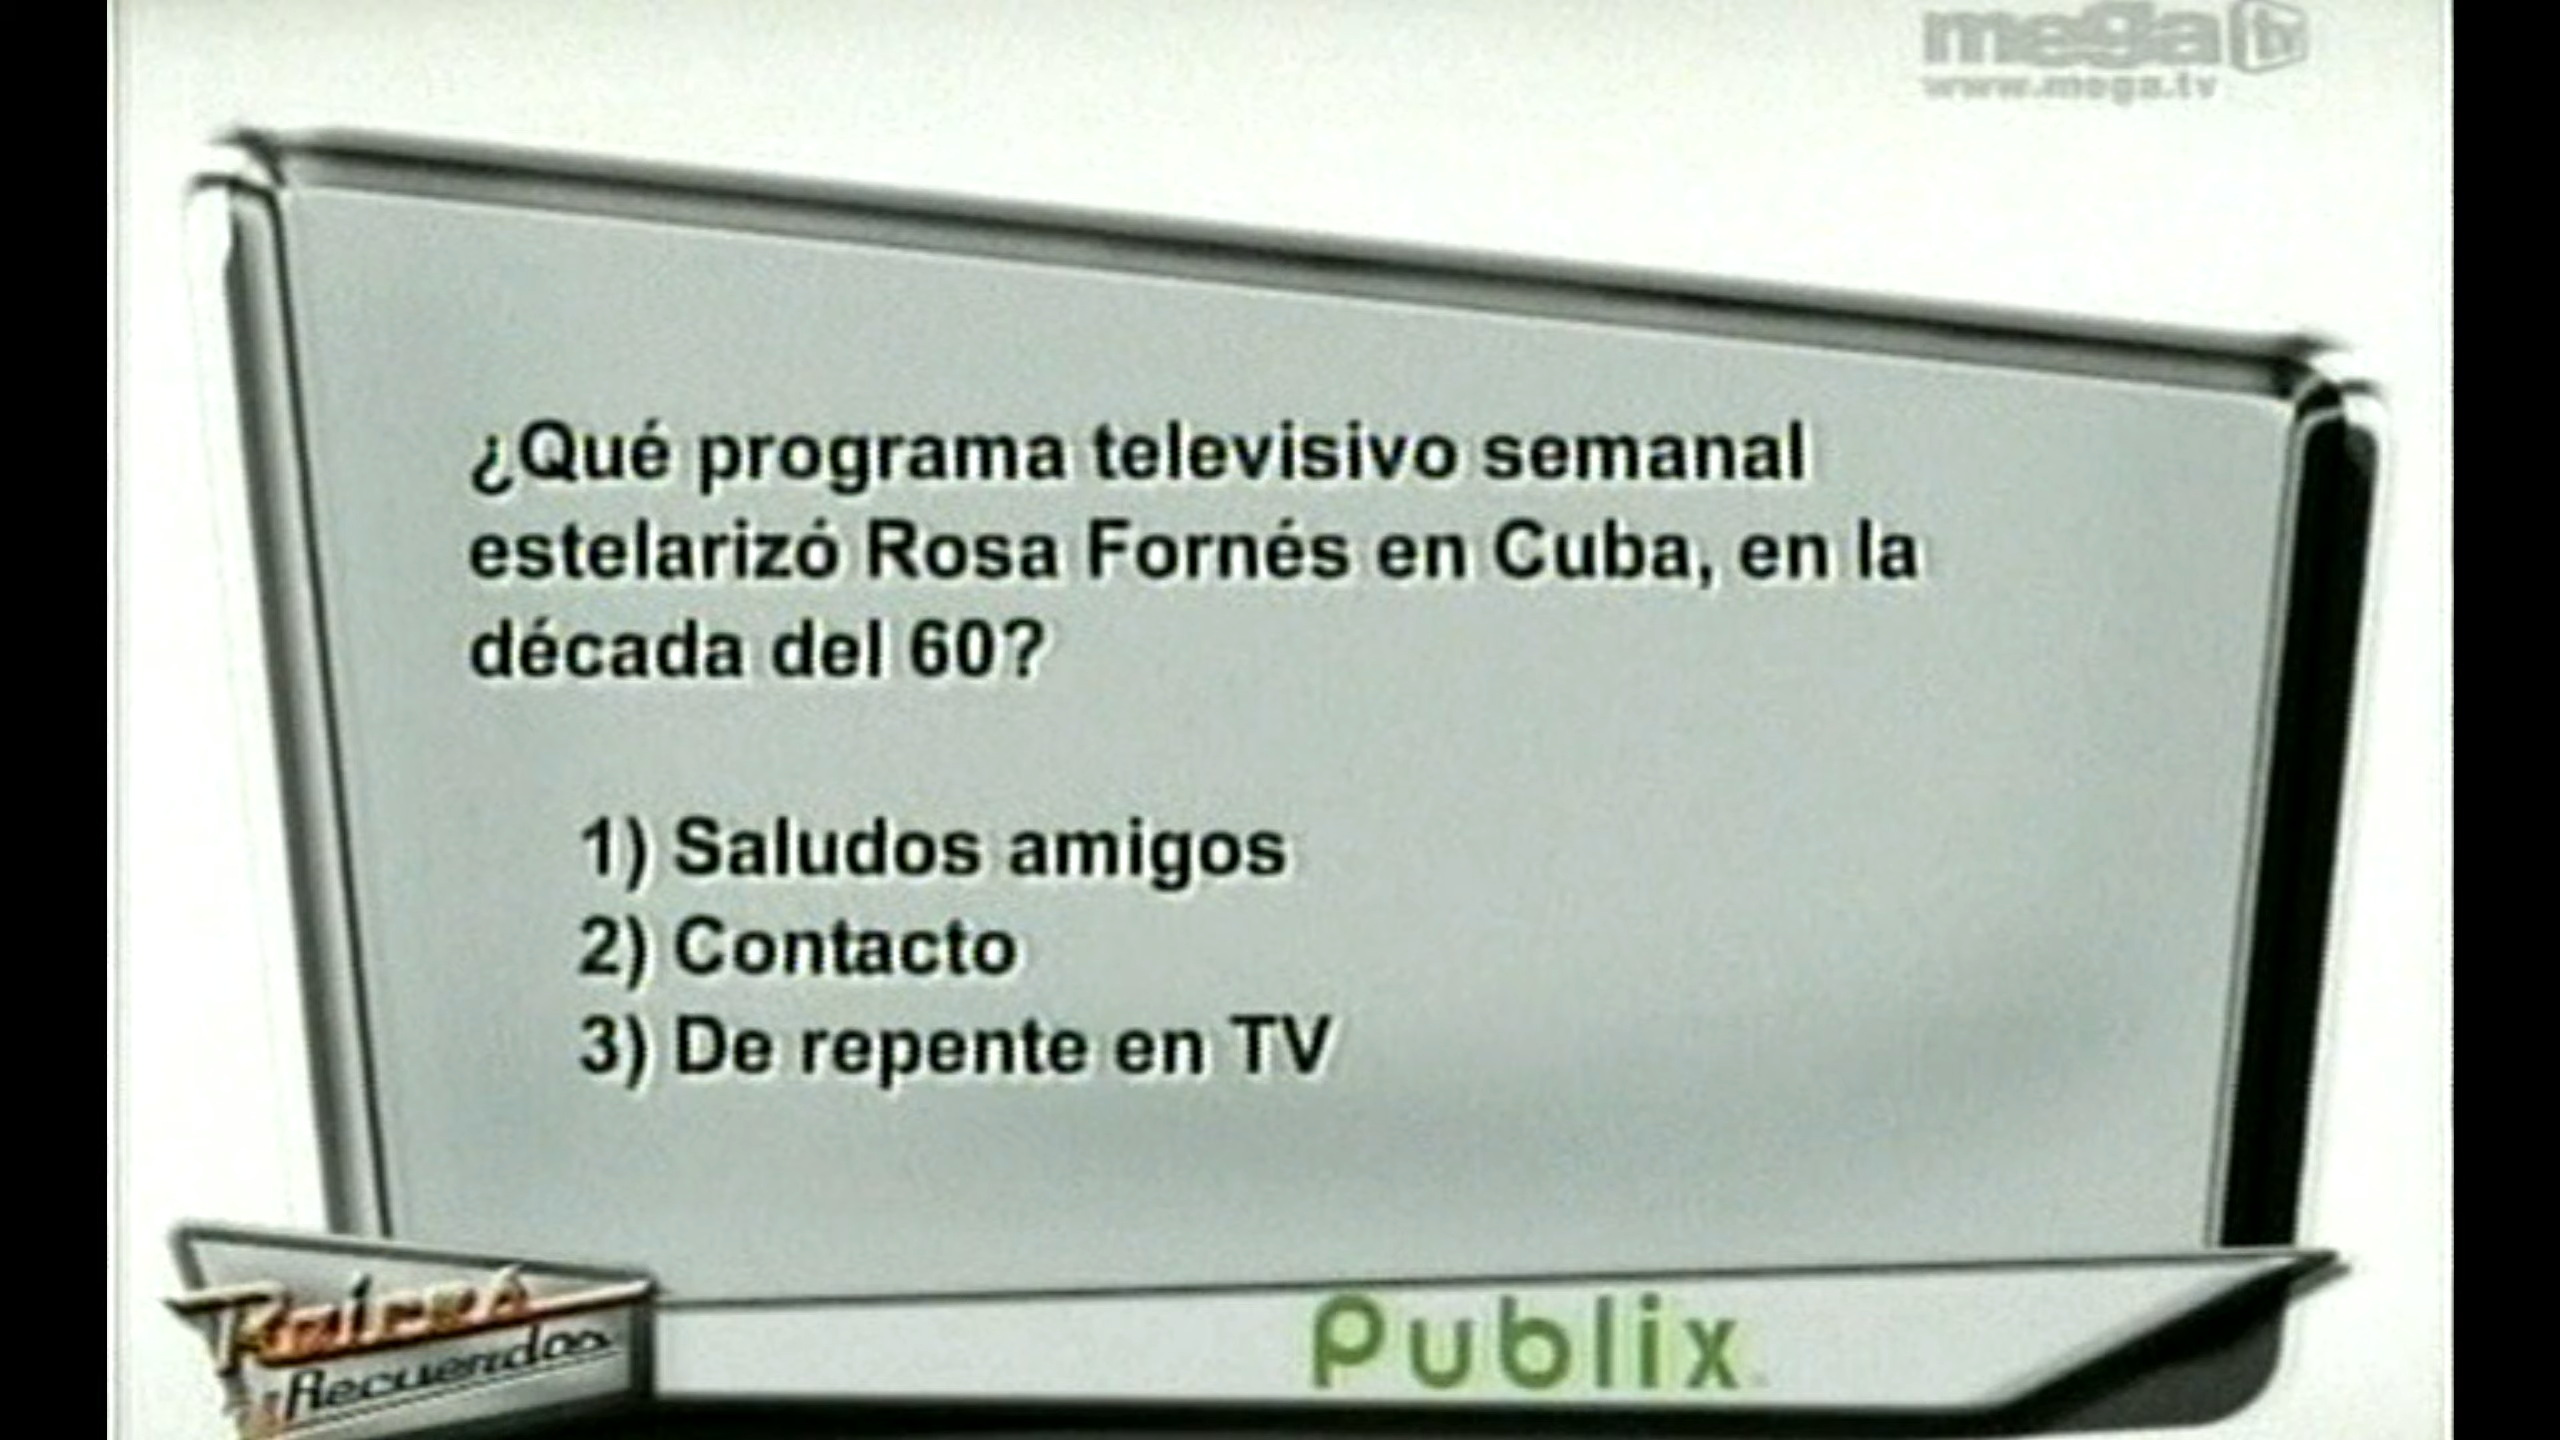 mega tv
www.mega.tv
¿Qué programa televisivo semanal
estelarizó Rosa Fornés en Cuba, en la
década del 60?
1) Saludos amigos
2) Contacto
3) De repente en TV
Raíces
y Recuerdos
Publix